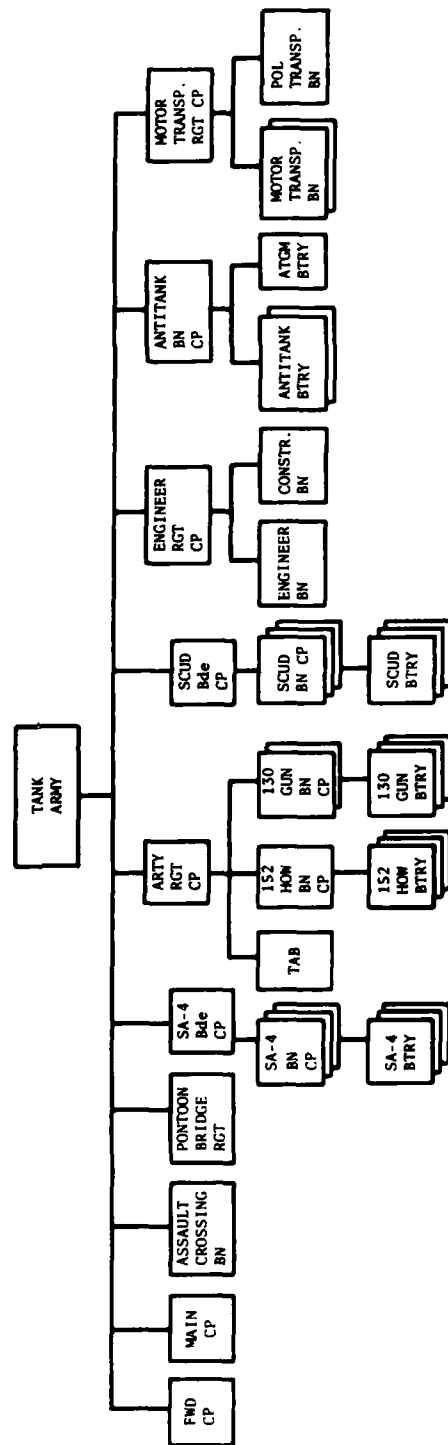 TANK
ARMY
FWD
CP
MAIN
CP
ASSAULT
CROSSING
BN
PONTOON
BRIDGE
RGT
SA-4
Bde
CP
ARTY
RGT
CP
SCUD
Bde
CP
ENGINEER
RGT
CP
ANTITANK
BN
CP
MOTOR
TRANSP.
RGT CP
SA-4
BN
CP
TAB
152
HOW
BN
CP
130
GUN
BN
CP
SCUD
BN CP
ENGINEER
BN
CONSTR.
BN
ANTITANK
BTRY
ATGM
BTRY
MOTOR
TRANSP.
BN
POL
TRANSP.
BN
SA-4
BTRY
152
HOW
BTRY
130
GUN
BTRY
SCUD
BTRY